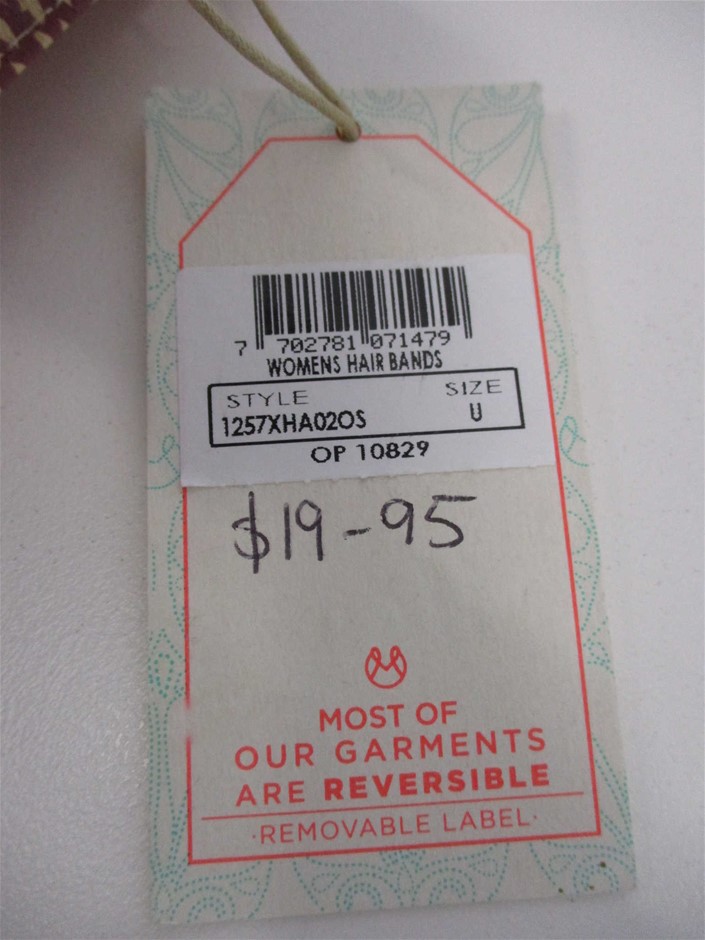 7 702781 071479
WOMENS HAIR BANDS
STYLE SIZE
1257XHA02OS U
OP 10829
$19-95
MOST OF
OUR GARMENTS
ARE REVERSIBLE
·REMOVABLE LABEL·